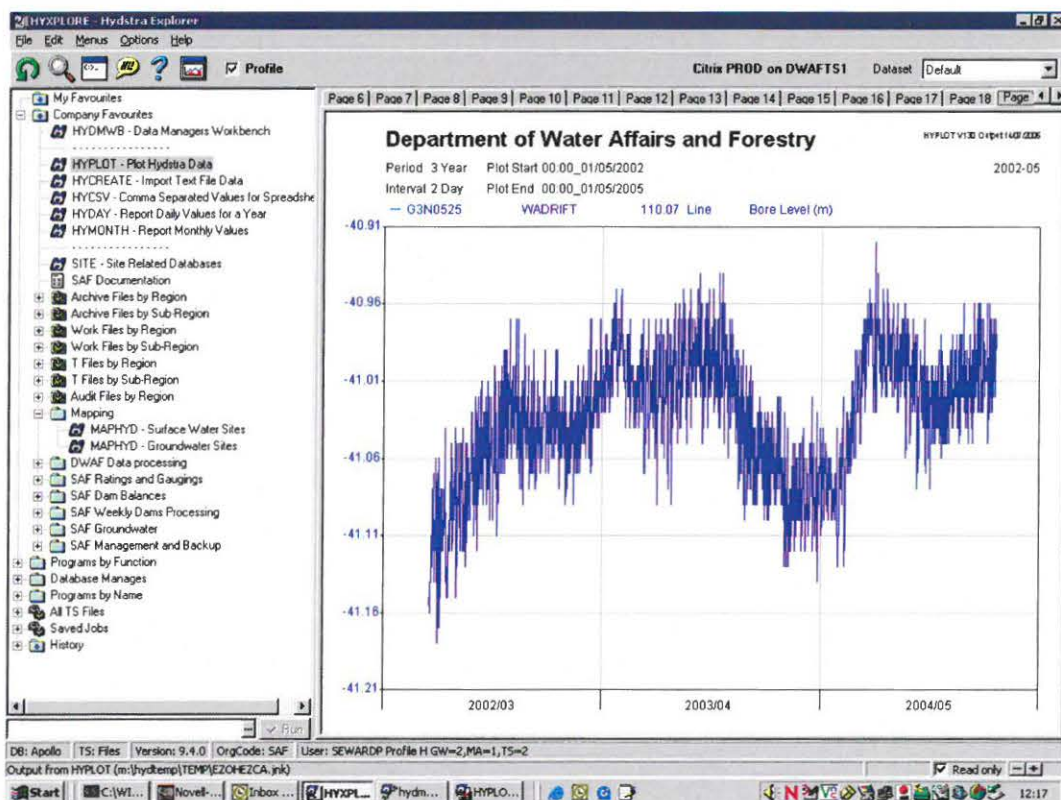 HYXPLORE - Hydstra Explorer
File Edit Menus Options Help
Profile
Citrix PROD on DWAFTS1 Dataset Default
My Favourites
Company Favourites
HYDMWB - Data Managers Workbench
HYPLOT - Plot Hydstra Data
HYCREATE - Import Text File Data
HYCSV - Comma Separated Values for Spreadshe
HYDAY - Report Daily Values for a Year
HYMONTH - Report Monthly Values
SITE - Site Related Databases
SAF Documentation
Archive Files by Region
Archive Files by Sub-Region
Work Files by Region
Work Files by Sub-Region
T Files by Region
T Files by Sub-Region
Audit Files by Region
Mapping
MAPHYD - Surface Water Sites
MAPHYD - Groundwater Sites
DWAF Data processing
SAF Ratings and Gaugings
SAF Dam Balances
SAF Weekly Dams Processing
SAF Groundwater
SAF Management and Backup
Programs by Function
Database Manages
Programs by Name
All TS Files
Saved Jobs
History
Run
Page 6 Page 7 Page 8 Page 9 Page 10 Page 11 Page 12 Page 13 Page 14 Page 15 Page 16 Page 17 Page 18 Page
Department of Water Affairs and Forestry
HYPLOT V130
Period 3 Year Plot Start 00:00_01/05/2002 2002-05
Interval 2 Day Plot End 00:00_01/05/2005
G3N0525 WADRIFT 110.07 Line Bore Level (m)
-40.91
-40.96
-41.01
-41.06
-41.11
-41.16
-41.21
2002/03 2003/04 2004/05
DB: Apollo TS: Files Version: 9.4.0 OrgCode: SAF User: SEWARDP Profile H GW=2,MA=1,TS=2
Output from HYPLOT (m:\hydtemp\TEMP\EZOHEZCA.jnk) Read only
Start C:\WI... Novell-... Inbox ... HYXPL... hydm... HYPLO... 12:17